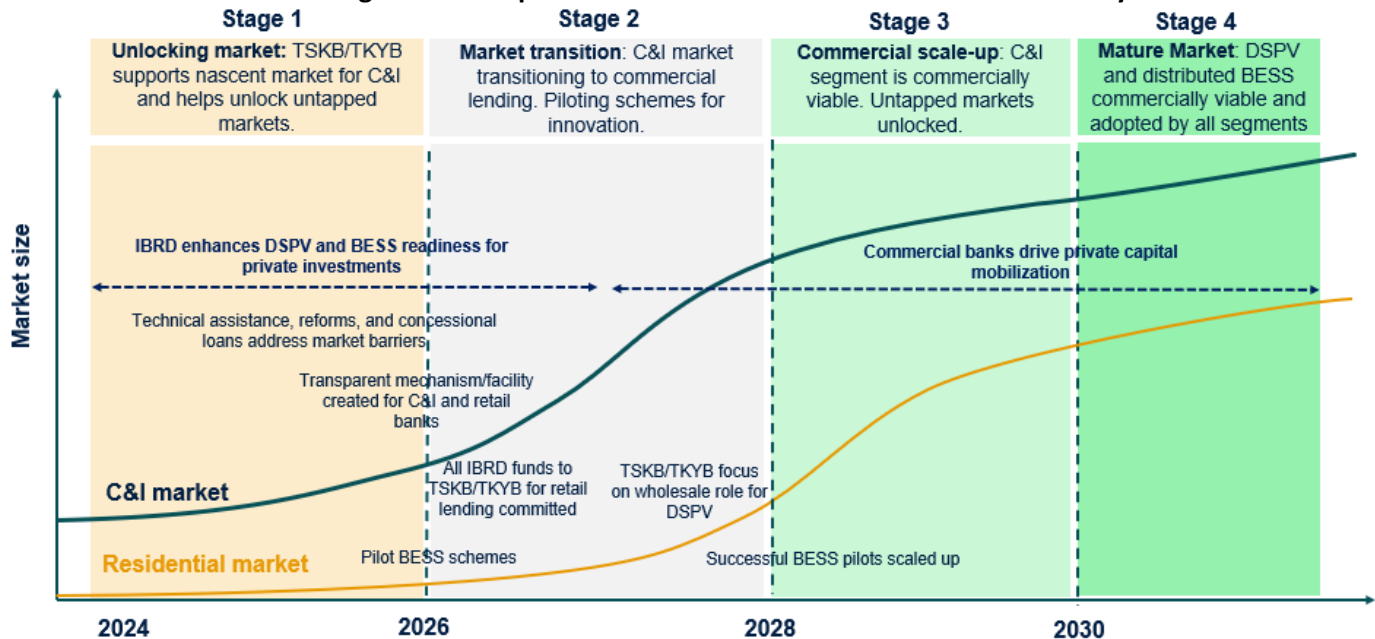 Stage 1
Stage 2
Stage 3
Stage 4
Unlocking market: TSKB/TKYB
supports nascent market for C&I
and helps unlock untapped
markets.
Market transition: C&I market
transitioning to commercial
lending. Piloting schemes for
innovation.
Commercial scale-up: C&I
segment is commercially
viable. Untapped markets
unlocked.
Mature Market: DSPV
and distributed BESS
commercially viable and
adopted by all segments
Market size
IBRD enhances DSPV and BESS readiness for
private investments
Commercial banks drive private capital
mobilization
Technical assistance, reforms, and concessional
loans address market barriers
Transparent mechanism/facility
created for C&I and retail
banks
All IBRD funds to
TSKB/TKYB for retail
lending committed
TSKB/TKYB focus
on wholesale role for
DSPV
C&I market
Residential market
Pilot BESS schemes
Successful BESS pilots scaled up
2024
2026
2028
2030